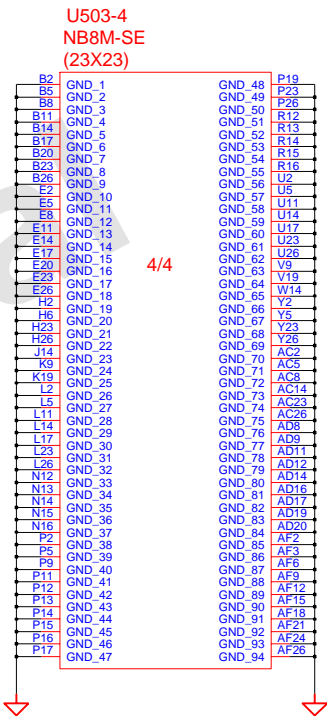 U503-4
NB8M-SE
(23X23)
B2 GND_1 GND_48 P19
B5 GND_2 GND_49 P23
B8 GND_3 GND_50 P26
B11 GND_4 GND_51 R12
B14 GND_5 GND_52 R13
B17 GND_6 GND_53 R14
B20 GND_7 GND_54 R15
B23 GND_8 GND_55 R16
B26 GND_9 GND_56 U2
E2 GND_10 GND_57 U5
E5 GND_11 GND_58 U11
E8 GND_12 GND_59 U14
E11 GND_13 GND_60 U17
E14 GND_14 GND_61 U23
E17 GND_15 GND_62 U26
4/4
E20 GND_16 GND_63 V9
E23 GND_17 GND_64 V19
E26 GND_18 GND_65 W14
H2 GND_19 GND_66 Y2
H6 GND_20 GND_67 Y5
H23 GND_21 GND_68 Y23
H26 GND_22 GND_69 Y26
J14 GND_23 GND_70 AC2
K9 GND_24 GND_71 AC5
K19 GND_25 GND_72 AC8
L2 GND_26 GND_73 AC14
L5 GND_27 GND_74 AC23
L11 GND_28 GND_75 AC26
L14 GND_29 GND_76 AD8
L17 GND_30 GND_77 AD9
L23 GND_31 GND_78 AD11
L26 GND_32 GND_79 AD12
N12 GND_33 GND_80 AD14
N13 GND_34 GND_81 AD16
N14 GND_35 GND_82 AD17
N15 GND_36 GND_83 AD19
N16 GND_37 GND_84 AD20
P2 GND_38 GND_85 AF2
P5 GND_39 GND_86 AF3
P9 GND_40 GND_87 AF6
P11 GND_41 GND_88 AF9
P12 GND_42 GND_89 AF12
P13 GND_43 GND_90 AF15
P14 GND_44 GND_91 AF18
P15 GND_45 GND_92 AF21
P16 GND_46 GND_93 AF24
P17 GND_47 GND_94 AF26